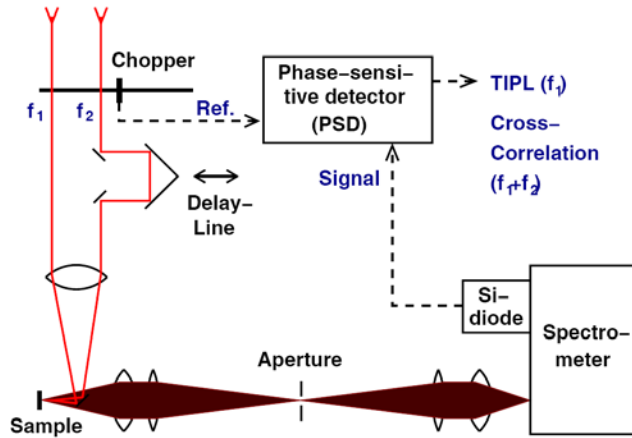 Chopper
f₁
f₂
Ref.
Phase-sensi-
tive detector
(PSD)
TIPL (f₁)
Cross-
Correlation
(f₁+f₂)
Signal
Delay-
Line
Si-
diode
Spectro-
meter
Aperture
Sample